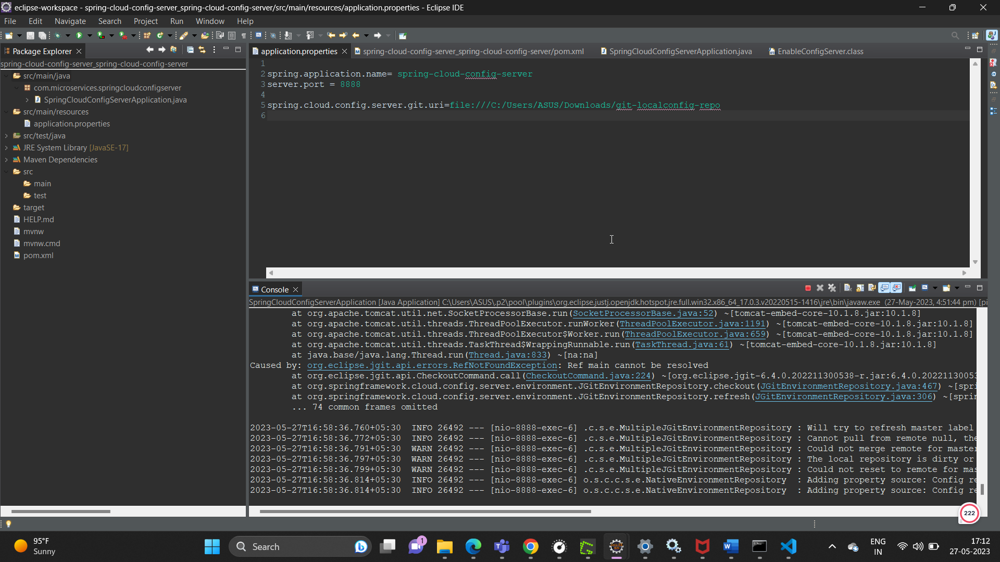 eclipse-workspace - spring-cloud-config-server_spring-cloud-config-server/src/main/resources/application.properties - Eclipse IDE
File Edit Navigate Search Project Run Window Help
Package Explorer
spring-cloud-config-server_spring-cloud-config-server
src/main/java
com.microservices.springcloudconfigserver
SpringCloudConfigServerApplication.java
src/main/resources
application.properties
src/test/java
JRE System Library [JavaSE-17]
Maven Dependencies
src
main
test
target
HELP.md
mvnw
mvnw.cmd
pom.xml
application.properties spring-cloud-config-server_spring-cloud-config-server/pom.xml SpringCloudConfigServerApplication.java EnableConfigServer.class
1
2 spring.application.name= spring-cloud-config-server
3 server.port = 8888
4
5 spring.cloud.config.server.git.uri=file:///C:/Users/ASUS/Downloads/git-localconfig-repo
6
Console
SpringCloudConfigServerApplication [Java Application] C:\Users\ASUS\.p2\pool\plugins\org.eclipse.justj.openjdk.hotspot.jre.full.win32.x86_64_17.0.3.v20220515-1416\jre\bin\javaw.exe (27-May-2023, 4:51:44 pm) [pi
at org.apache.tomcat.util.net.SocketProcessorBase.run(SocketProcessorBase.java:52) ~[tomcat-embed-core-10.1.8.jar:10.1.8]
at org.apache.tomcat.util.threads.ThreadPoolExecutor.runWorker(ThreadPoolExecutor.java:1191) ~[tomcat-embed-core-10.1.8.jar:10.1.8]
at org.apache.tomcat.util.threads.ThreadPoolExecutor$Worker.run(ThreadPoolExecutor.java:659) ~[tomcat-embed-core-10.1.8.jar:10.1.8]
at org.apache.tomcat.util.threads.TaskThread$WrappingRunnable.run(TaskThread.java:61) ~[tomcat-embed-core-10.1.8.jar:10.1.8]
at java.base/java.lang.Thread.run(Thread.java:833) ~[na:na]
Caused by: org.eclipse.jgit.api.errors.RefNotFoundException: Ref main cannot be resolved
at org.eclipse.jgit.api.CheckoutCommand.call(CheckoutCommand.java:224) ~[org.eclipse.jgit-6.4.0.202211300538-r.jar:6.4.0.20221130053
at org.springframework.cloud.config.server.environment.JGitEnvironmentRepository.checkout(JGitEnvironmentRepository.java:467) ~[spri
at org.springframework.cloud.config.server.environment.JGitEnvironmentRepository.refresh(JGitEnvironmentRepository.java:306) ~[sprin
... 74 common frames omitted
2023-05-27T16:58:36.760+05:30 INFO 26492 --- [nio-8888-exec-6] .c.s.e.MultipleJGitEnvironmentRepository : Will try to refresh master label
2023-05-27T16:58:36.772+05:30 INFO 26492 --- [nio-8888-exec-6] .c.s.e.MultipleJGitEnvironmentRepository : Cannot pull from remote null, the
2023-05-27T16:58:36.791+05:30 WARN 26492 --- [nio-8888-exec-6] .c.s.e.MultipleJGitEnvironmentRepository : Could not merge remote for master
2023-05-27T16:58:36.797+05:30 WARN 26492 --- [nio-8888-exec-6] .c.s.e.MultipleJGitEnvironmentRepository : The local repository is dirty or
2023-05-27T16:58:36.799+05:30 WARN 26492 --- [nio-8888-exec-6] .c.s.e.MultipleJGitEnvironmentRepository : Could not reset to remote for mas
2023-05-27T16:58:36.814+05:30 INFO 26492 --- [nio-8888-exec-6] o.s.c.c.s.e.NativeEnvironmentRepository : Adding property source: Config re
2023-05-27T16:58:36.814+05:30 INFO 26492 --- [nio-8888-exec-6] o.s.c.c.s.e.NativeEnvironmentRepository : Adding property source: Config re
222
95°F
Sunny
Search
1
ENG
IN
17:12
27-05-2023